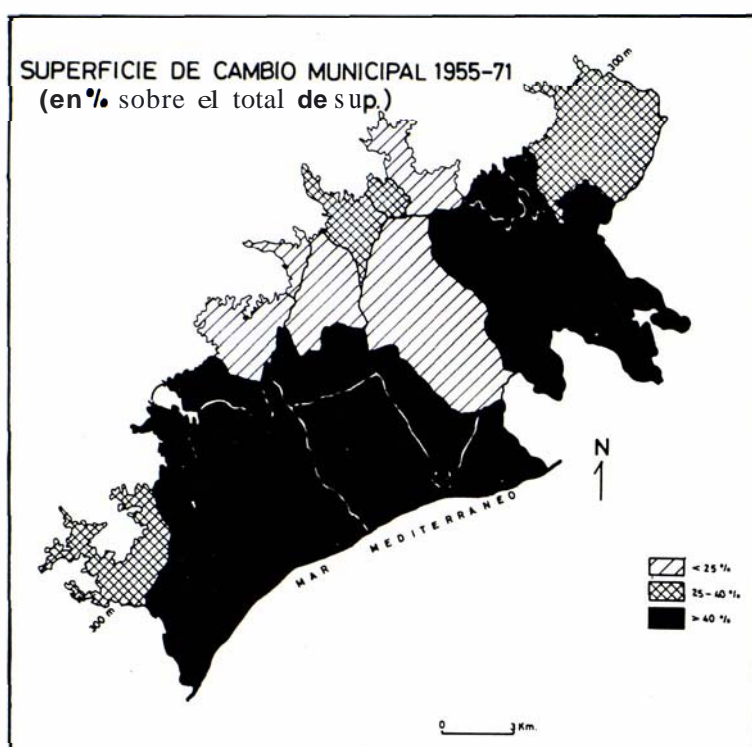 SUPERFICIE DE CAMBIO MUNICIPAL 1955-71
(en % sobre el total de sup.)
300 m
N
MAR MEDITERRANEO
< 25 %
25-40 %
> 40 %
300 m
0 3 Km.